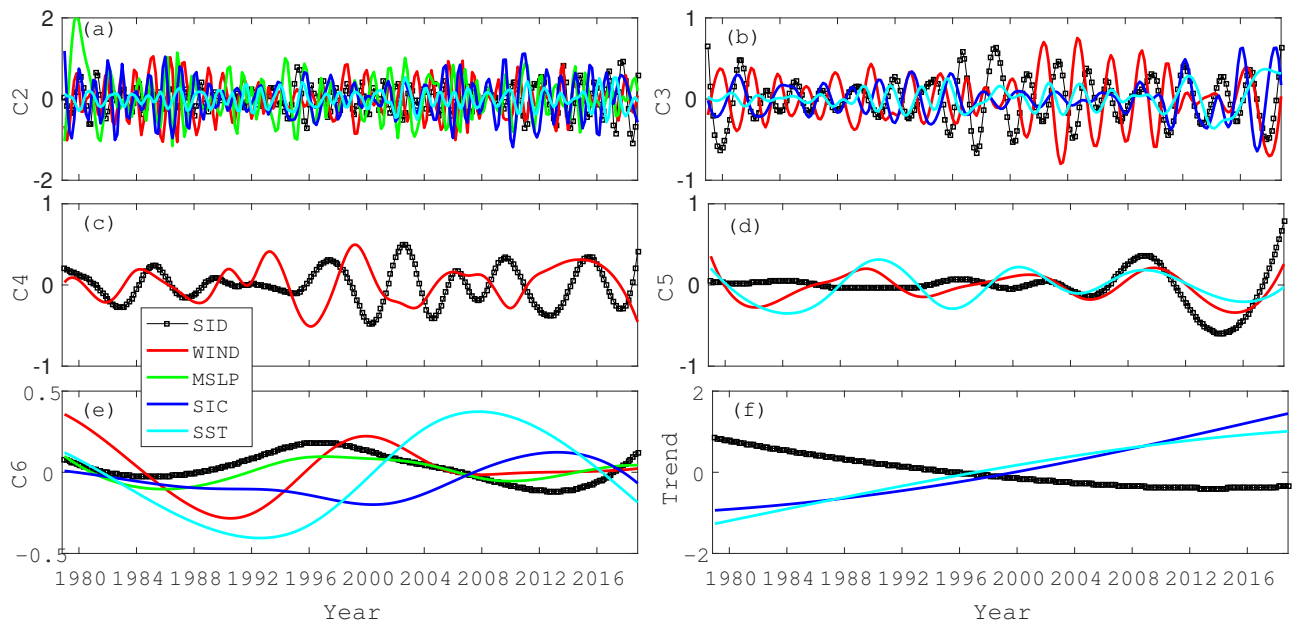 (a)
C2
2
0
-2
(b)
C3
1
0
-1
(c)
C4
1
0
-1
(d)
C5
1
0
-1
SID
WIND
MSLP
SIC
SST
(e)
C6
0.5
0
-0.5
1980 1984 1988 1992 1996 2000 2004 2008 2012 2016
Year
(f)
Trend
2
0
-2
1980 1984 1988 1992 1996 2000 2004 2008 2012 2016
Year